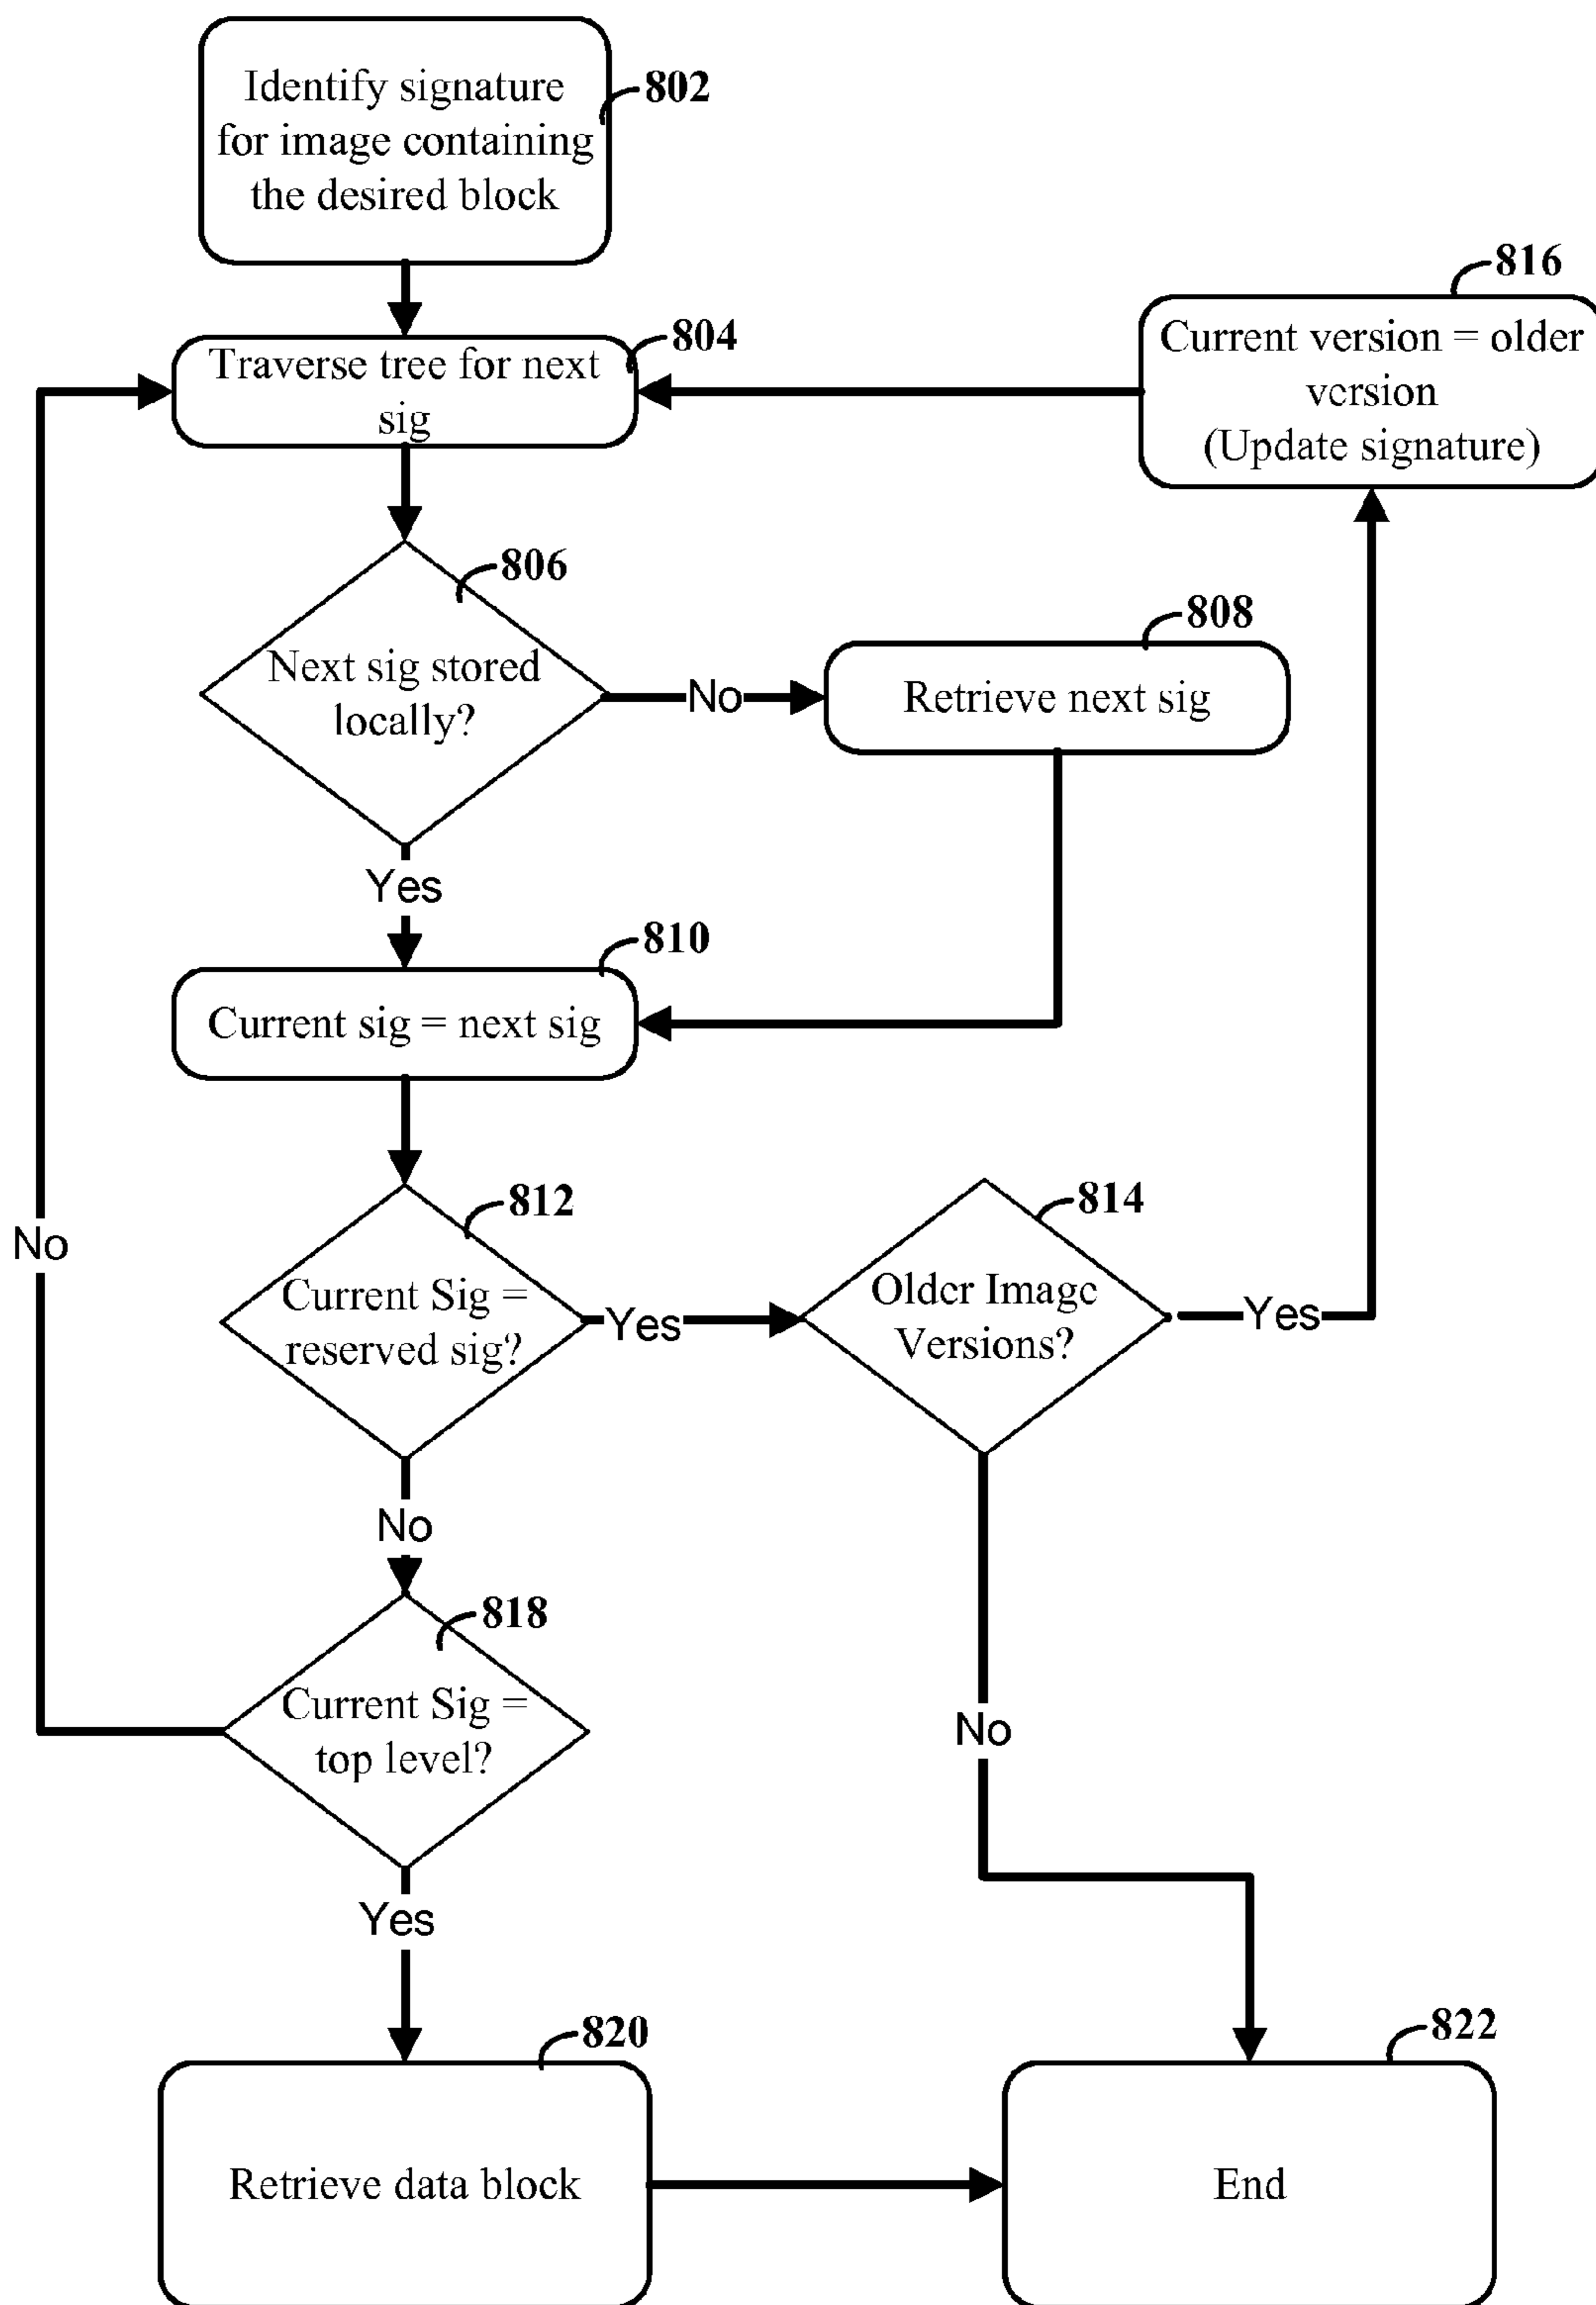 Identify signature
for image containing
the desired block
802
816
Current version = older
version
(Update signature)
804
Traverse tree for next
sig
806
Next sig stored
locally?
No
808
Retrieve next sig
Yes
810
Current sig = next sig
812
Current Sig =
reserved sig?
Yes
814
Older Image
Versions?
Yes
No
No
818
Current Sig =
top level?
No
Yes
820
Retrieve data block
822
End